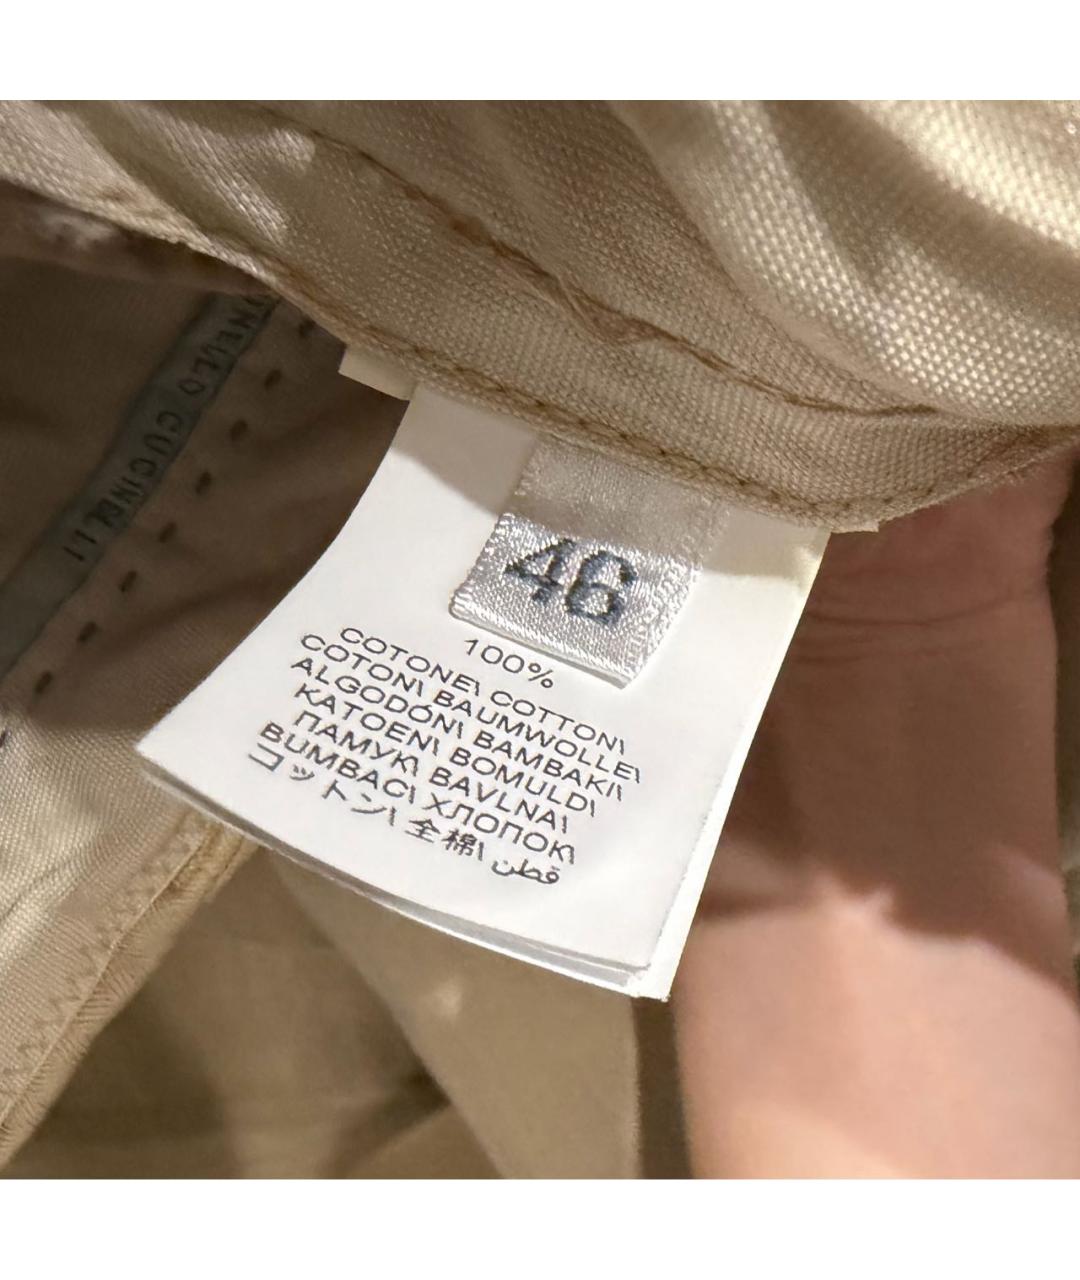 NELLO CUCINELLI
46
100%
COTONE\ COTTON\
COTON\ BAUMWOLLE\
ALGODÓN\ BAMBAKI\
KATOEN\ BOMULD\
ПАМУК\ BAVLNA\
BUMBAC\ ХЛОПОК\
コットン\ 全棉\ قطن